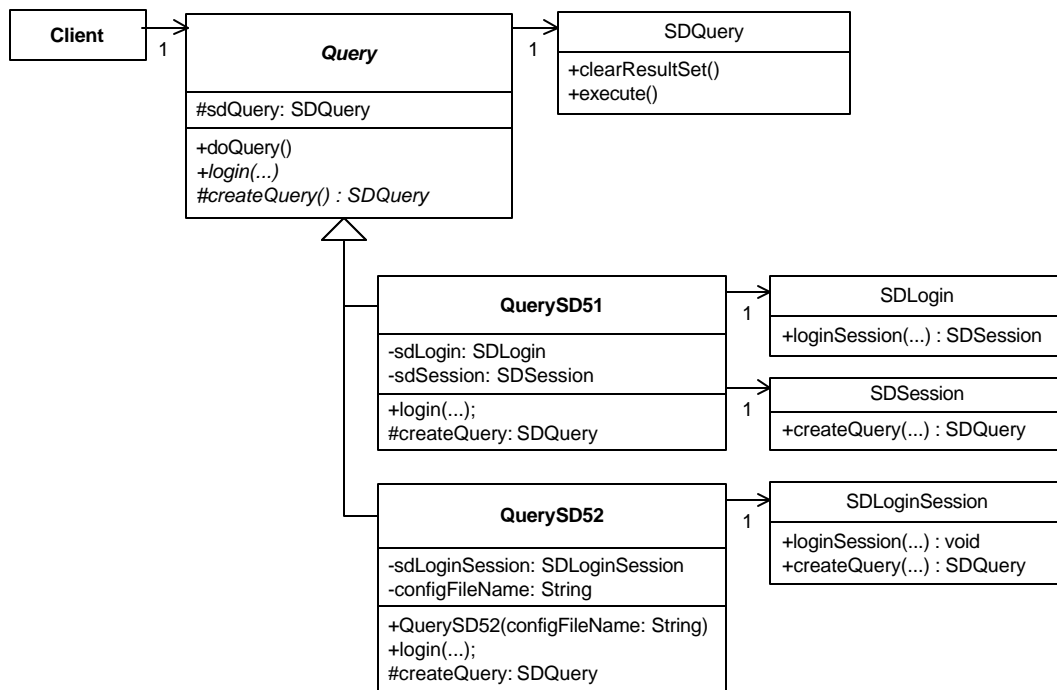 Client
1
Query
#sdQuery: SDQuery
+doQuery()
+login(...)
#createQuery() : SDQuery
1
SDQuery
+clearResultSet()
+execute()
QuerySD51
-sdLogin: SDLogin
-sdSession: SDSession
+login(...);
#createQuery: SDQuery
1
SDLogin
+loginSession(...) : SDSession
1
SDSession
+createQuery(...) : SDQuery
QuerySD52
-sdLoginSession: SDLoginSession
-configFileName: String
+QuerySD52(configFileName: String)
+login(...);
#createQuery: SDQuery
1
SDLoginSession
+loginSession(...) : void
+createQuery(...) : SDQuery